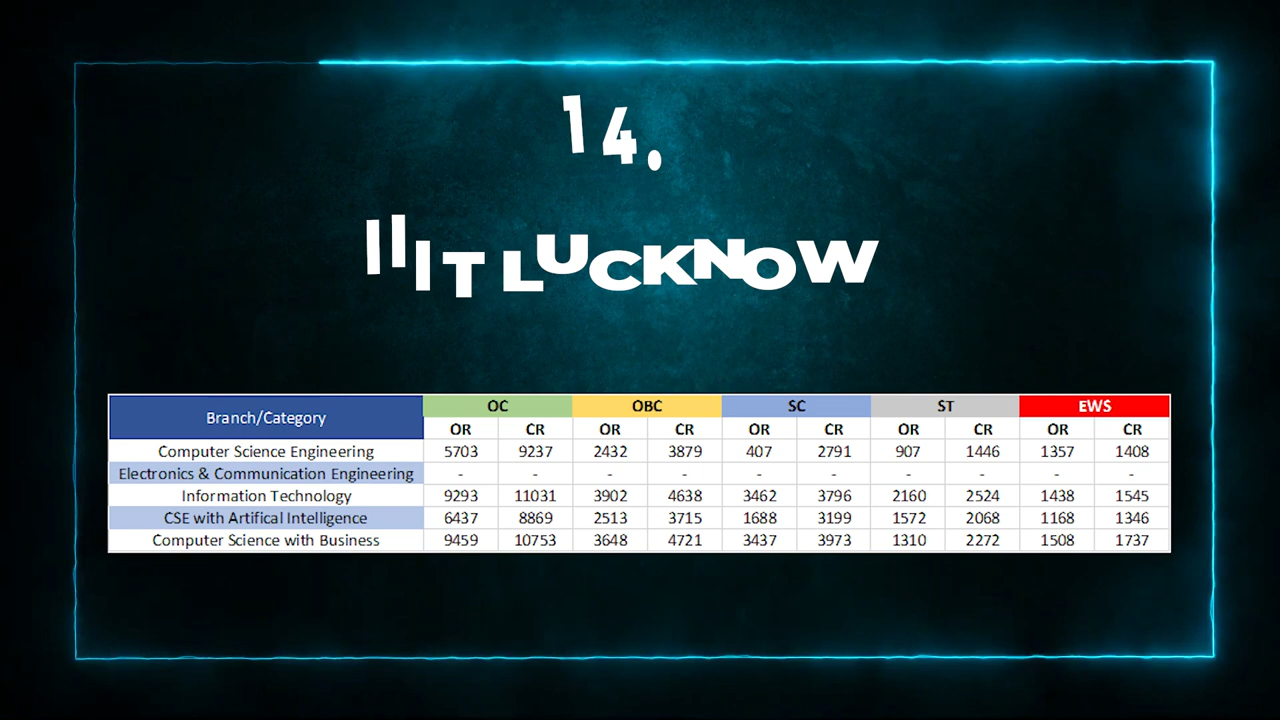 14.
IIIT LUCKNOW
Branch/Category OC OBC SC ST EWS
OR CR OR CR OR CR OR CR OR CR
Computer Science Engineering 5703 9237 2432 3879 407 2791 907 1446 1357 1408
Electronics & Communication Engineering - - - - - - - - - -
Information Technology 9293 11031 3902 4638 3462 3796 2160 2524 1438 1545
CSE with Artifical Intelligence 6437 8869 2513 3715 1688 3199 1572 2068 1168 1346
Computer Science with Business 9459 10753 3648 4721 3437 3973 1310 2272 1508 1737